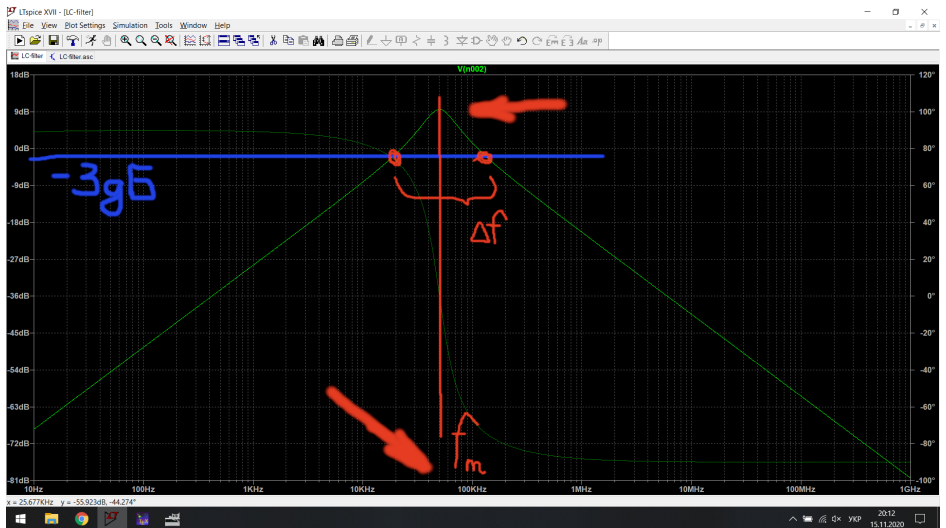 LTspice XVII - [LC-filter]
File View Plot Settings Simulation Tools Window Help
LC-filter LC-filter.asc
V(n002)
18dB 120°
9dB 100°
0dB 80°
-9dB 60°
-18dB 40°
-27dB 20°
-36dB 0°
-45dB -20°
-54dB -40°
-63dB -60°
-72dB -80°
-81dB -100°
-3gБ
Δf
fm
10Hz 100Hz 1KHz 10KHz 100KHz 1MHz 10MHz 100MHz 1GHz
x = 25.677KHz y = -55.923dB, -44.274°
УКР
20:12
15.11.2020